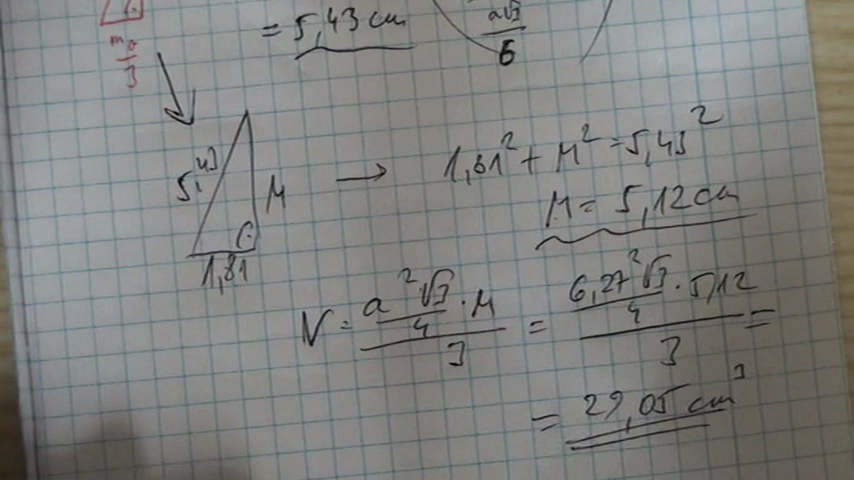 = 5,43 cm
a√3
6
m₀
3
5,43
M
1,81
→ 1,81² + M² = 5,43²
M = 5,12 cm
V = (a²√3/4 · M)/3 = (6,27²√3/4 · 5,12)/3 =
= 29,05 cm³